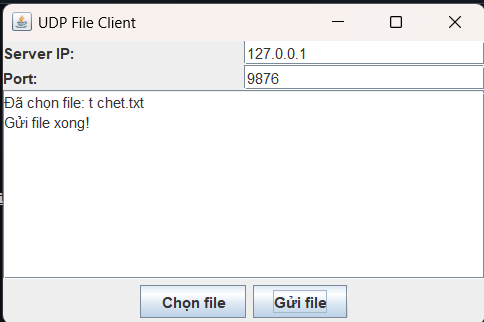 UDP File Client
Server IP: 127.0.0.1
Port: 9876
Đã chọn file: t chet.txt
Gửi file xong!
Chọn file Gửi file